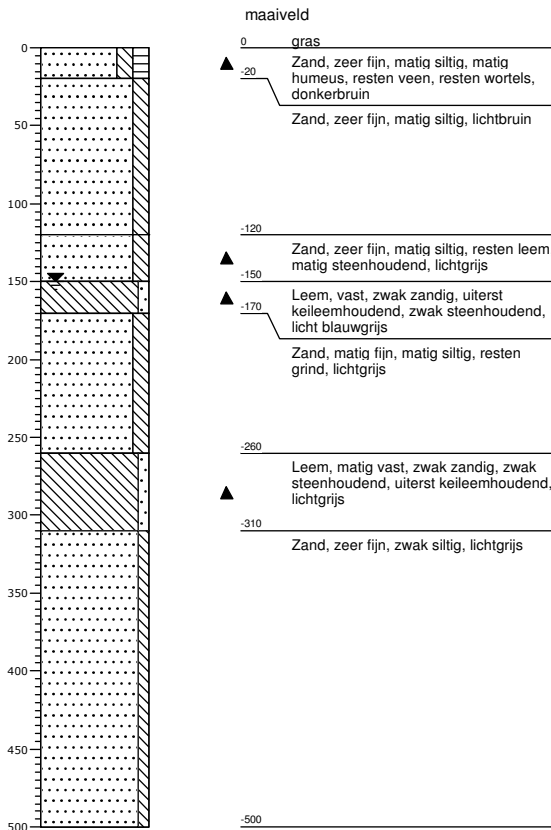 maaiveld
0
0
gras
Zand, zeer fijn, matig siltig, matig
humeus, resten veen, resten wortels,
donkerbruin
-20
Zand, zeer fijn, matig siltig, lichtbruin
50
100
-120
Zand, zeer fijn, matig siltig, resten leem
matig steenhoudend, lichtgrijs
150
-150
Leem, vast, zwak zandig, uiterst
keileemhoudend, zwak steenhoudend,
licht blauwgrijs
-170
Zand, matig fijn, matig siltig, resten
grind, lichtgrijs
200
250
-260
Leem, matig vast, zwak zandig, zwak
steenhoudend, uiterst keileemhoudend,
lichtgrijs
300
-310
Zand, zeer fijn, zwak siltig, lichtgrijs
350
400
450
500
-500